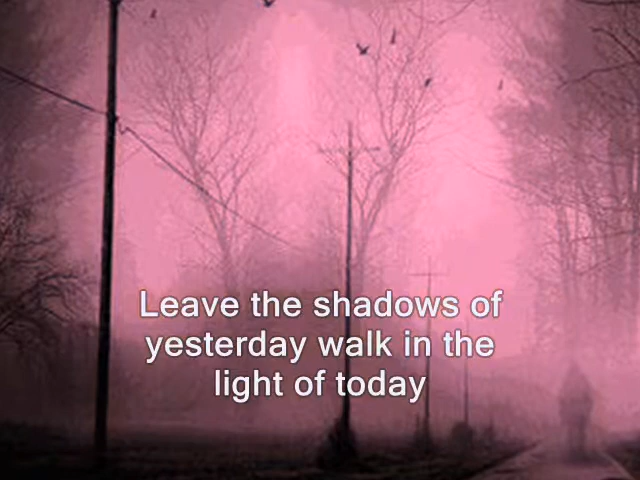 Leave the shadows of
yesterday walk in the
light of today